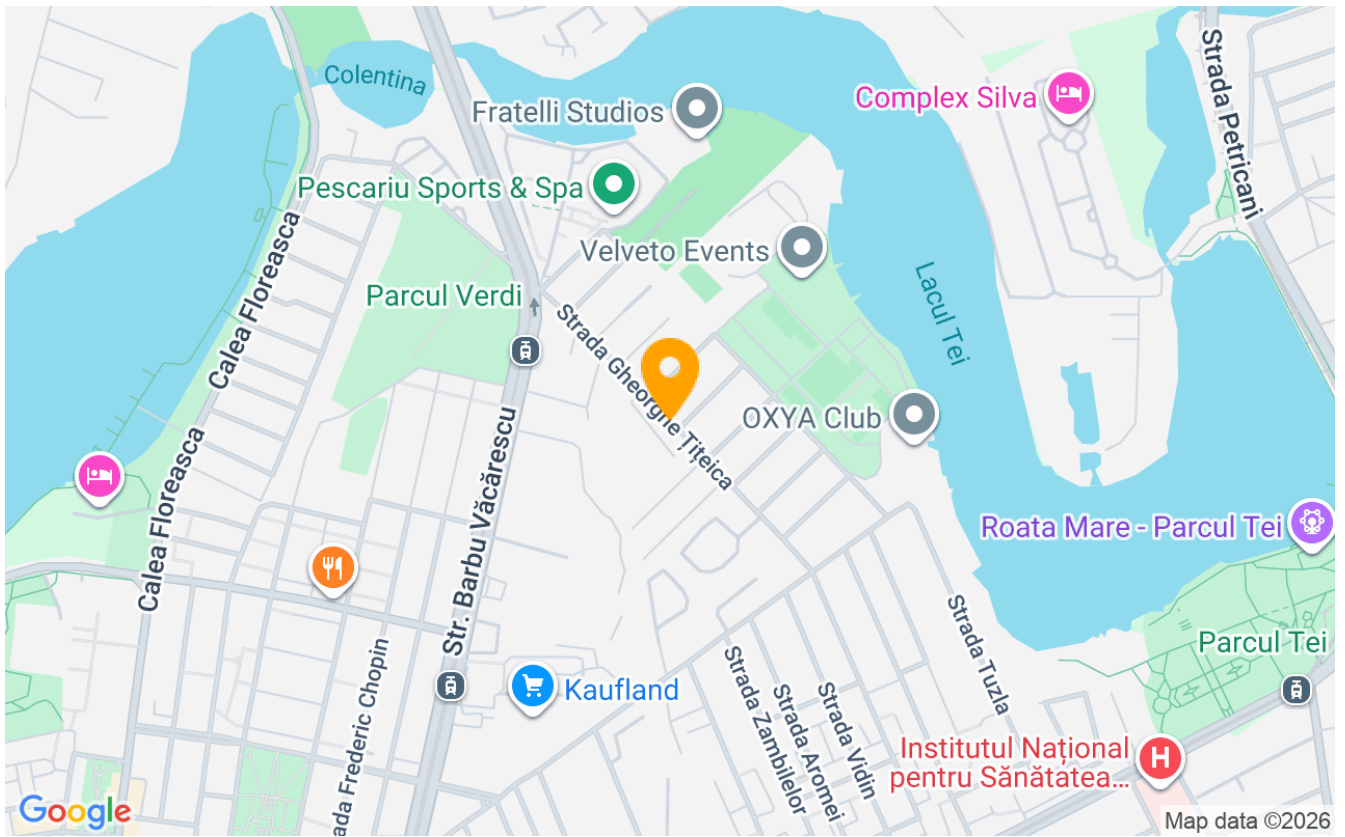 Colentina
Fratelli Studios
Complex Silva
Strada Petricani
Pescariu Sports & Spa
Calea Floreasca
Velveto Events
Parcul Verdi
Lacul Tei
Strada Gheorghe Țițeica
OXYA Club
Calea Floreasca
Str. Barbu Văcărescu
Roata Mare - Parcul Tei
Strada Tuzla
Parcul Tei
Kaufland
Strada Zambilelor
Strada Aromei
Strada Vidin
ada Frederic Chopin
Institutul Național
pentru Sănătatea...
H
Google
Map data ©2026